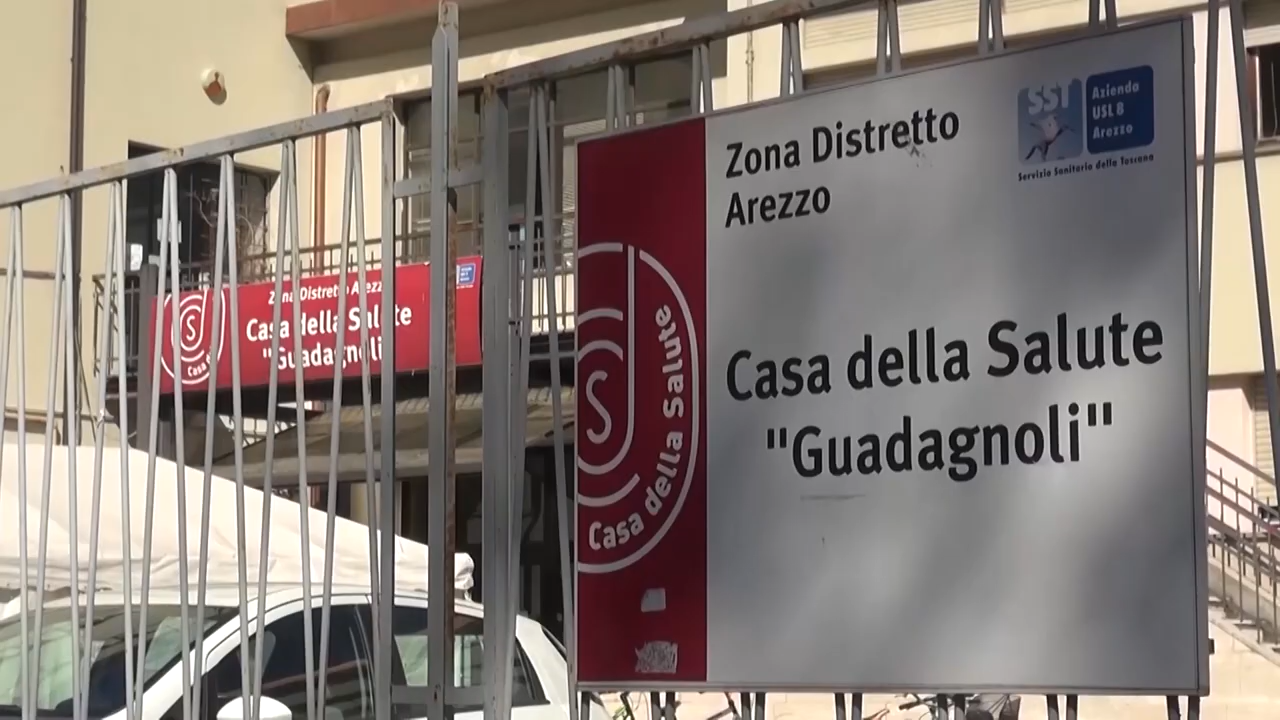 Zona Distretto
Arezzo
SST
Azienda
USL 8
Arezzo
Servizio Sanitario della Toscana
Casa della Salute
"Guadagnoli"
S
Casa della Salute
Zona Distretto Arezzo
Casa della Salute
"Guadagnoli"
S
Casa